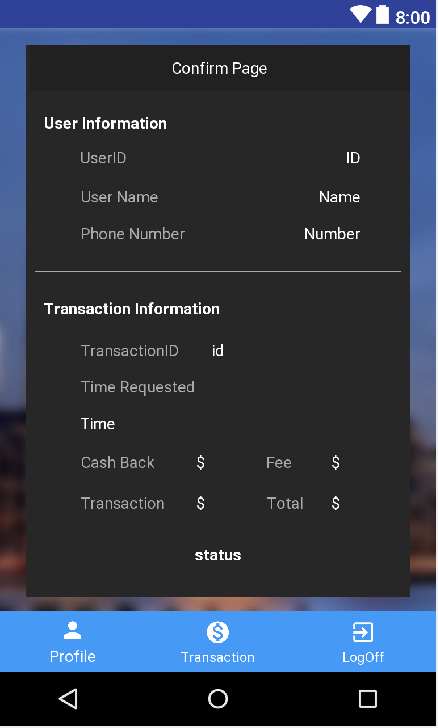 8:00
Confirm Page
User Information
UserID ID
User Name Name
Phone Number Number
Transaction Information
TransactionID id
Time Requested
Time
Cash Back $ Fee $
Transaction $ Total $
status
Profile Transaction LogOff